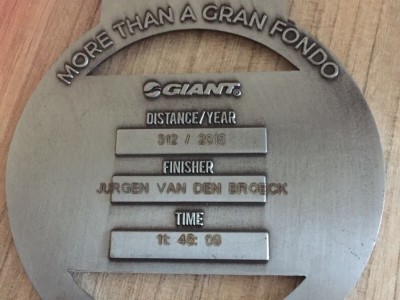 MORE THAN A GRAN FONDO
GIANT
DISTANCE/YEAR
312 / 2015
FINISHER
JURGEN VAN DEN BROECK
TIME
11: 46: 09